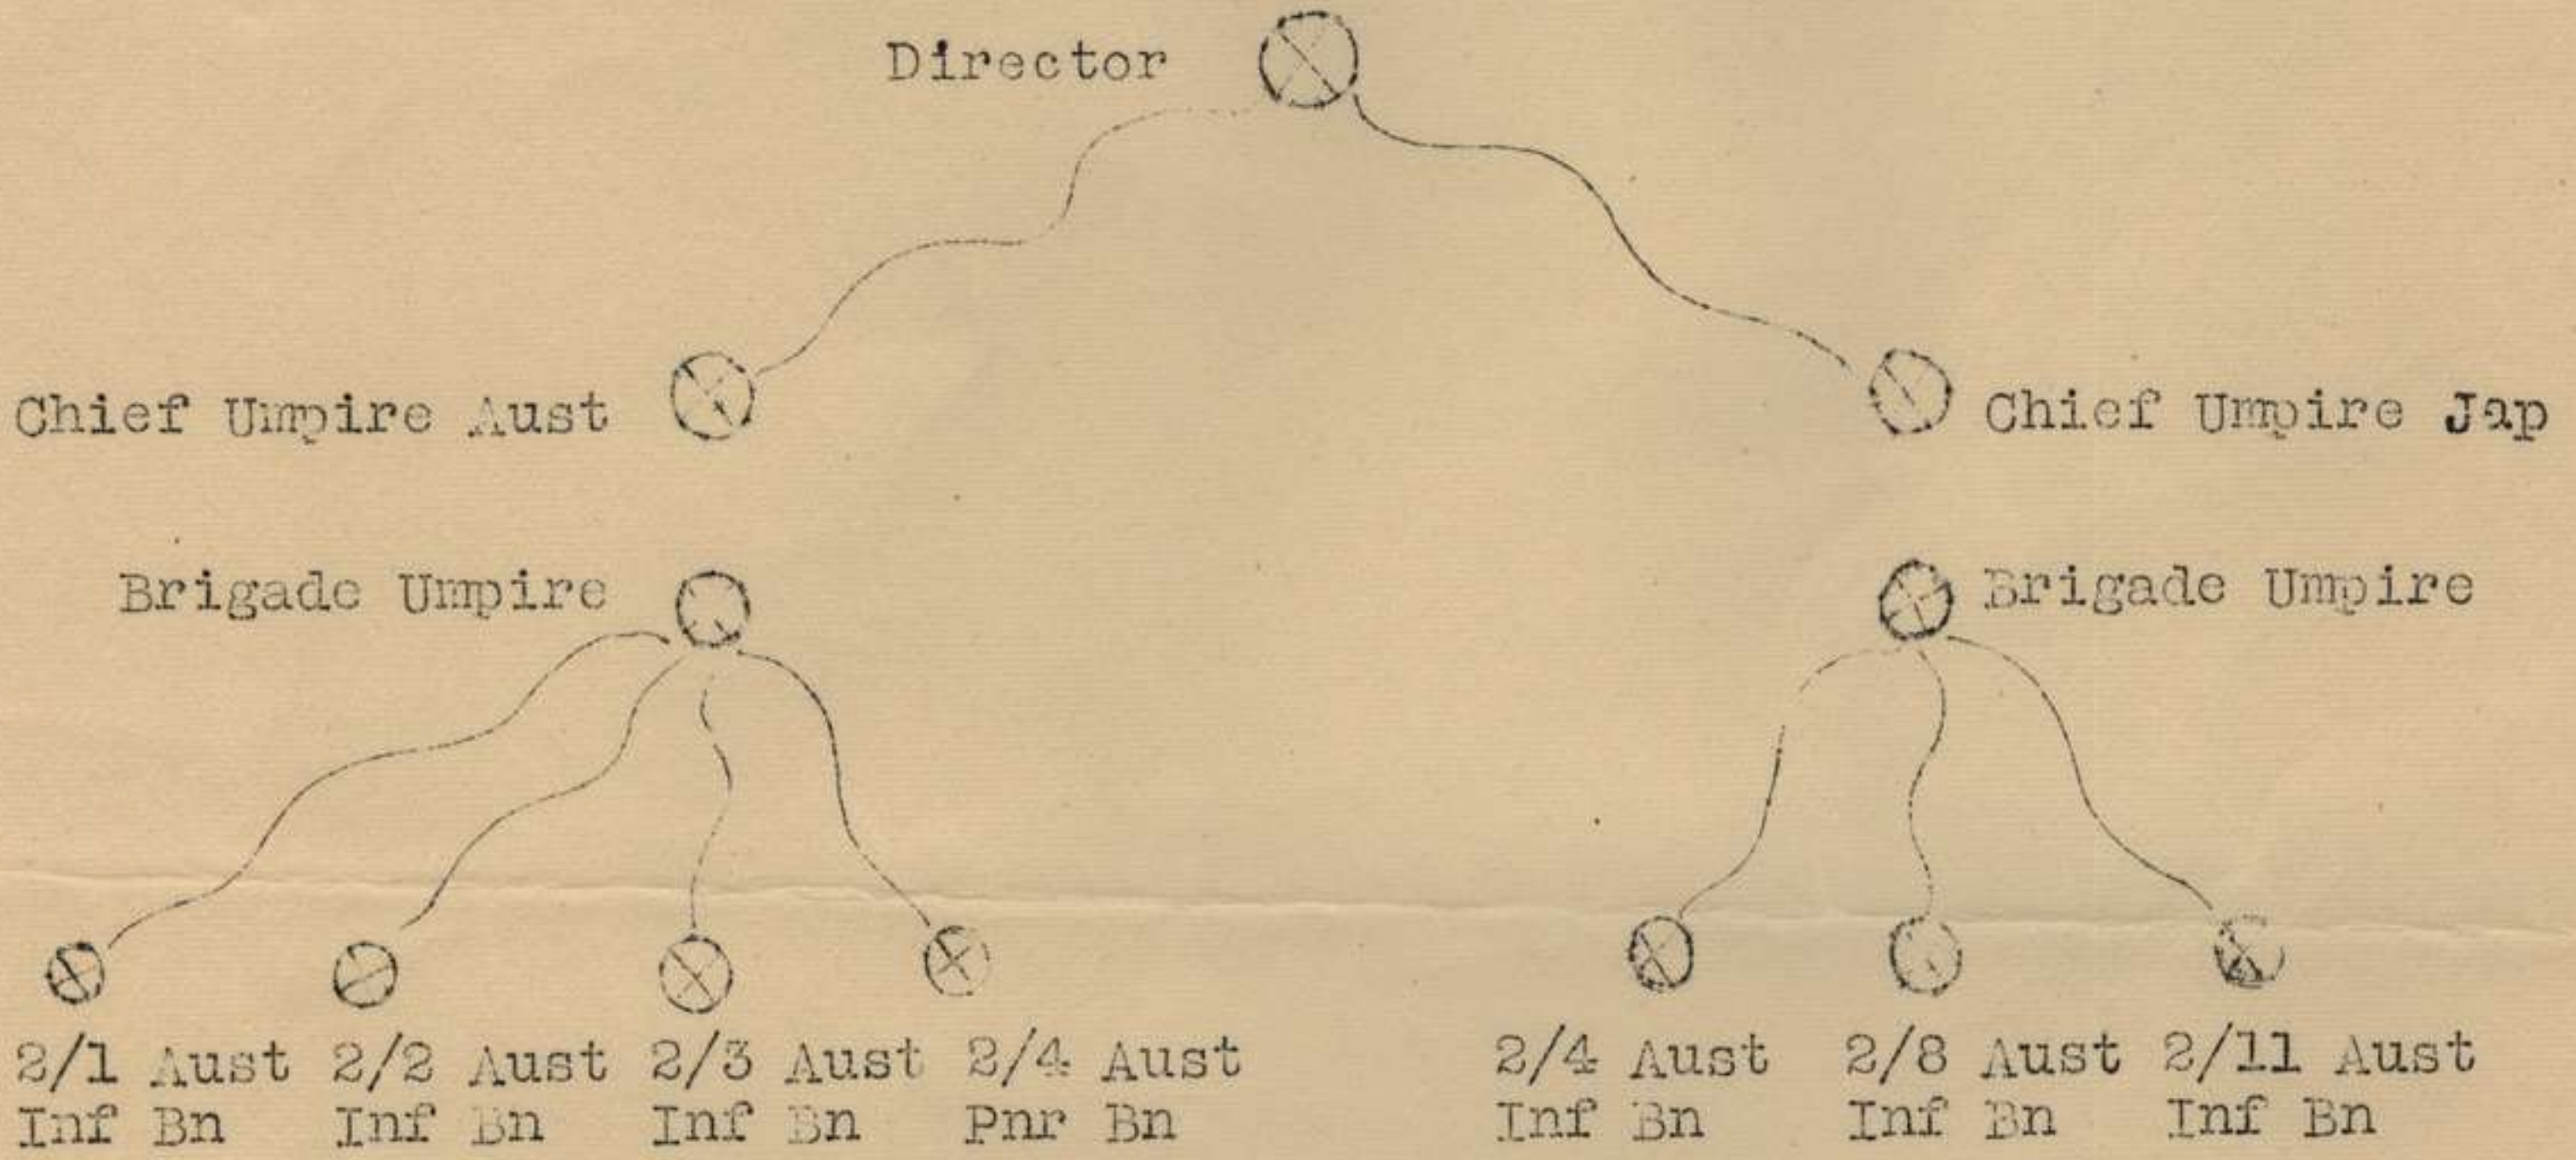 Director
Chief Umpire Aust
Chief Umpire Jap
Brigade Umpire
Brigade Umpire
2/1 Aust
Inf Bn
2/2 Aust
Inf Bn
2/3 Aust
Inf Bn
2/4 Aust
Pnr Bn
2/4 Aust
Inf Bn
2/8 Aust
Inf Bn
2/11 Aust
Inf Bn